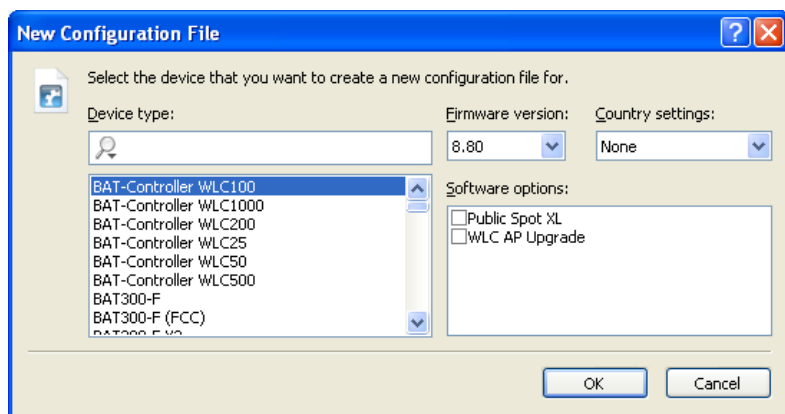 New Configuration File
Select the device that you want to create a new configuration file for.
Device type:
Firmware version:
Country settings:
8.80
None
BAT-Controller WLC100
BAT-Controller WLC1000
BAT-Controller WLC200
BAT-Controller WLC25
BAT-Controller WLC50
BAT-Controller WLC500
BAT300-F
BAT300-F (FCC)
Software options:
Public Spot XL
WLC AP Upgrade
OK
Cancel